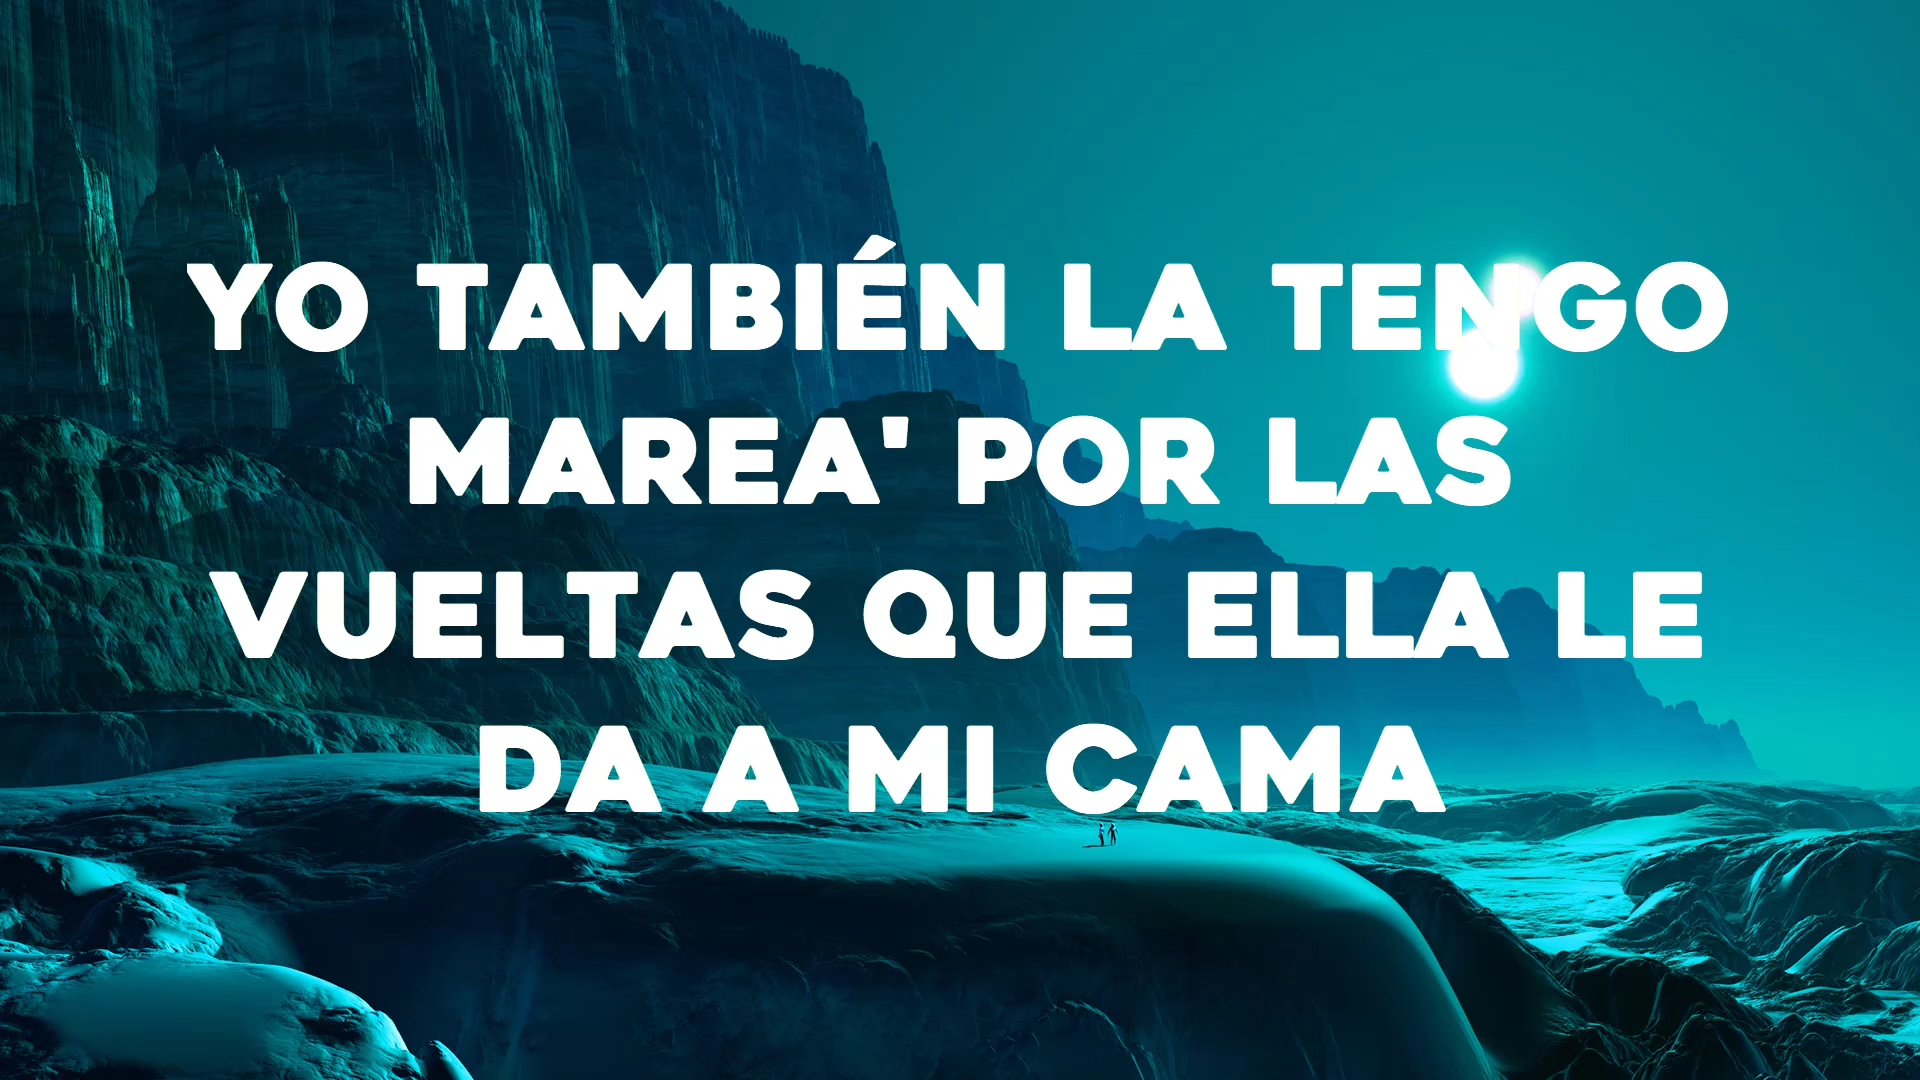 YO TAMBIÉN LA TENGO
MAREA' POR LAS
VUELTAS QUE ELLA LE
DA A MI CAMA